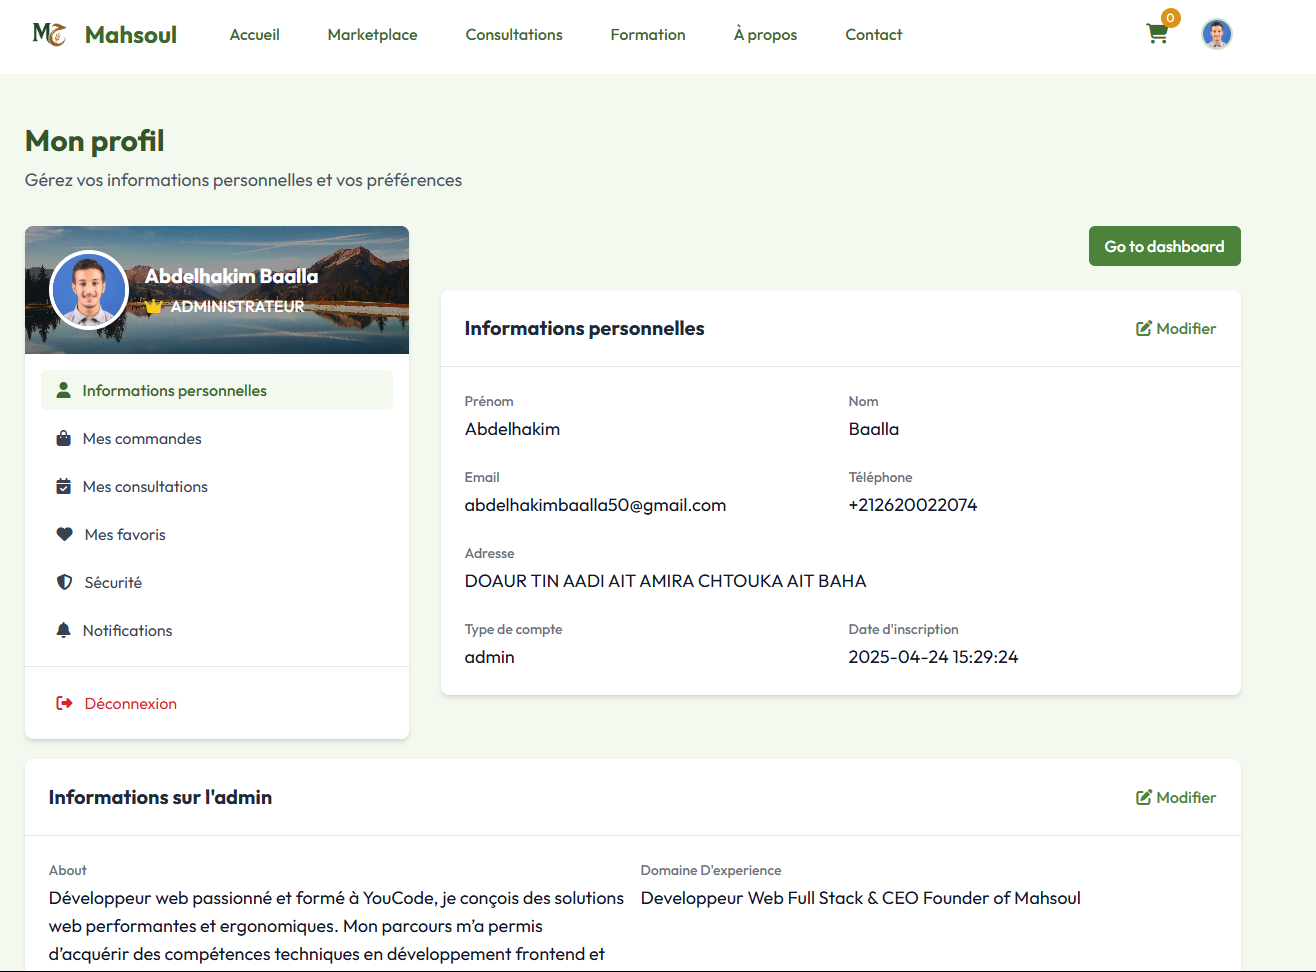 Mahsoul
Accueil
Marketplace
Consultations
Formation
À propos
Contact
0
Mon profil
Gérez vos informations personnelles et vos préférences
Abdelhakim Baalla
ADMINISTRATEUR
Informations personnelles
Mes commandes
Mes consultations
Mes favoris
Sécurité
Notifications
Déconnexion
Go to dashboard
Informations personnelles
Modifier
Prénom
Abdelhakim
Nom
Baalla
Email
abdelhakimbaalla50@gmail.com
Téléphone
+212620022074
Adresse
DOAUR TIN AADI AIT AMIRA CHTOUKA AIT BAHA
Type de compte
admin
Date d'inscription
2025-04-24 15:29:24
Informations sur l'admin
Modifier
About
Développeur web passionné et formé à YouCode, je conçois des solutions
web performantes et ergonomiques. Mon parcours m’a permis
d’acquérir des compétences techniques en développement frontend et
Domaine D'experience
Developpeur Web Full Stack & CEO Founder of Mahsoul